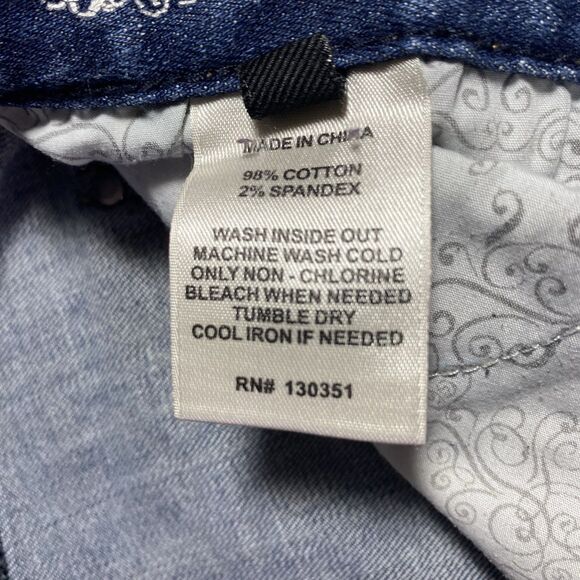 MADE IN CHINA
98% COTTON
2% SPANDEX
WASH INSIDE OUT
MACHINE WASH COLD
ONLY NON - CHLORINE
BLEACH WHEN NEEDED
TUMBLE DRY
COOL IRON IF NEEDED
RN# 130351